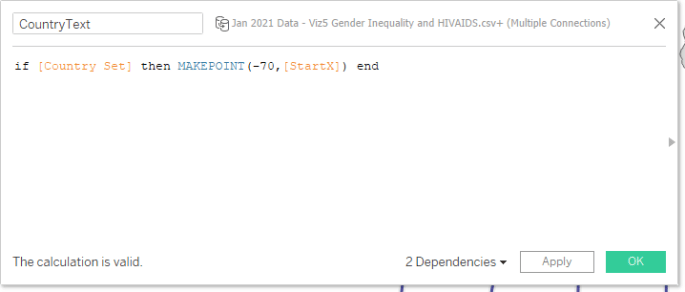 CountryText
Jan 2021 Data - Viz5 Gender Inequality and HIVAIDS.csv+ (Multiple Connections)
if [Country Set] then MAKEPOINT(-70,[StartX]) end
The calculation is valid.
2 Dependencies
Apply
OK